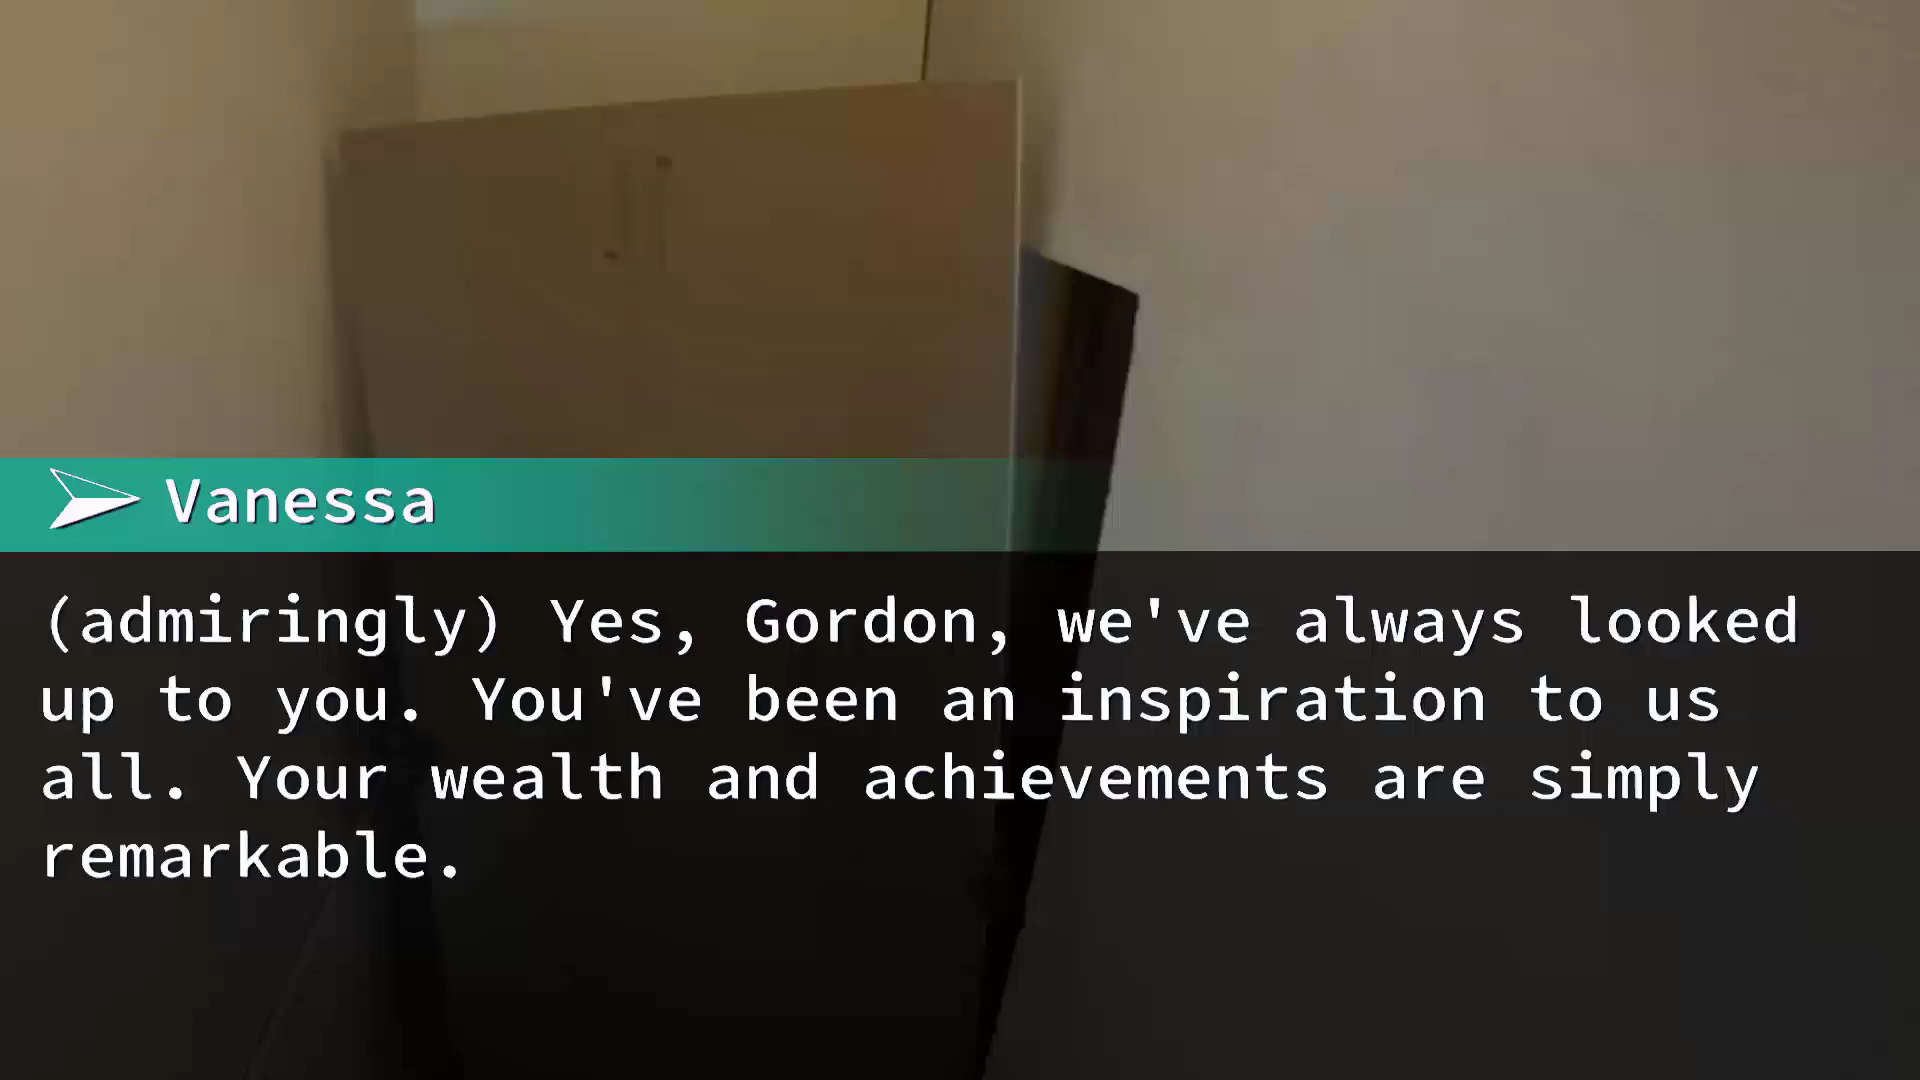 Vanessa
(admiringly) Yes, Gordon, we've always looked
up to you. You've been an inspiration to us
all. Your wealth and achievements are simply
remarkable.